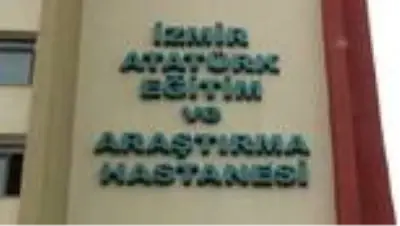 İZMİR
ATATÜRK
EĞİTİM
ve
ARAŞTIRMA
HASTANESİ